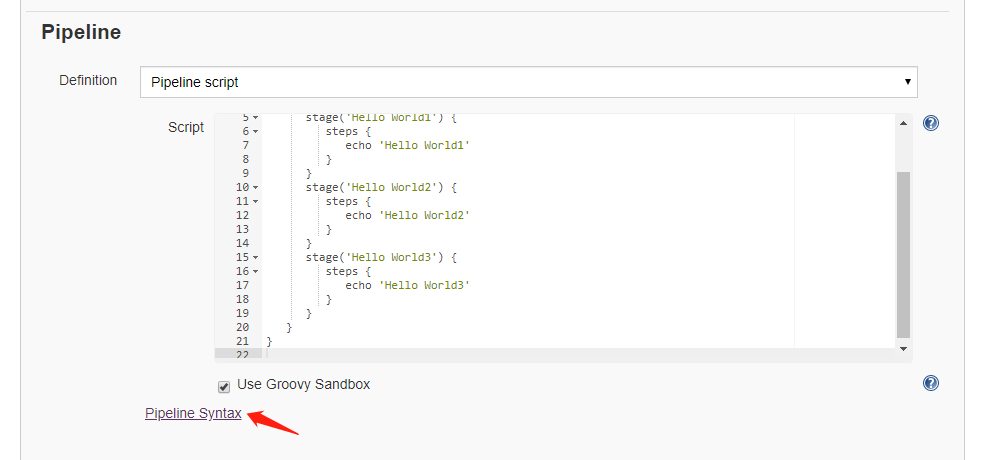 Pipeline
Definition
Pipeline script
Script
5 stage('Hello World1') {
6 steps {
7 echo 'Hello World1'
8 }
9 }
10 stage('Hello World2') {
11 steps {
12 echo 'Hello World2'
13 }
14 }
15 stage('Hello World3') {
16 steps {
17 echo 'Hello World3'
18 }
19 }
20 }
21 }
22
Use Groovy Sandbox
Pipeline Syntax